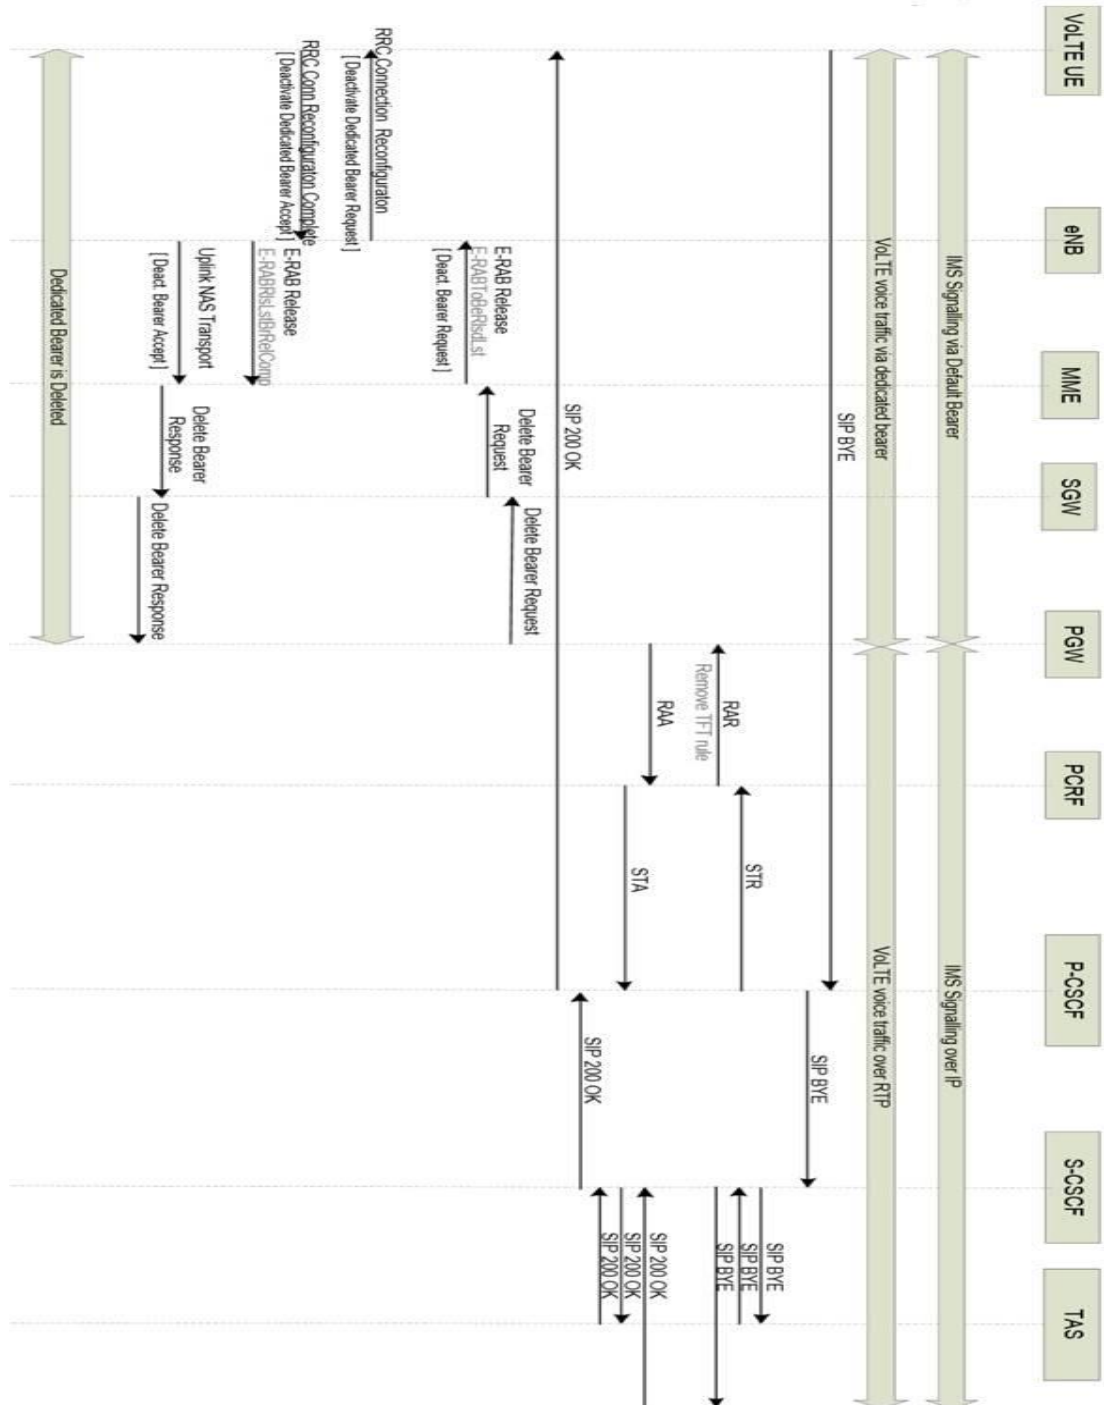 VoLTE UE
eNB
MME
SGW
PGW
PCRF
P-CSCF
S-CSCF
TAS
IMS Signalling via Default Bearer
IMS Signalling over IP
VoLTE voice traffic via dedicated bearer
VoLTE voice traffic over RTP
SIP BYE
SIP BYE
SIP BYE
STR
SIP BYE
RAR
Remove TFT rule
SIP BYE
RAA
SIP 200 OK
STA
SIP 200 OK
SIP 200 OK
SIP 200 OK
SIP 200 OK
Delete Bearer Request
Delete Bearer
Request
E-RAB Release
E-RABToBeRlsdLst
[ Deact. Bearer Request ]
RRC Connection Reconfiguraton
[ Deactivate Dedicated Bearer Request ]
RRC Conn Reconfiguraton Complete
[ Deactivate Dedicated Bearer Accept ]
E-RAB Release
E-RABRlsLstBrRelComp
Uplink NAS Transport
[ Deact. Bearer Accept ]
Delete Bearer
Response
Delete Bearer Response
Dedicated Bearer is Deleted